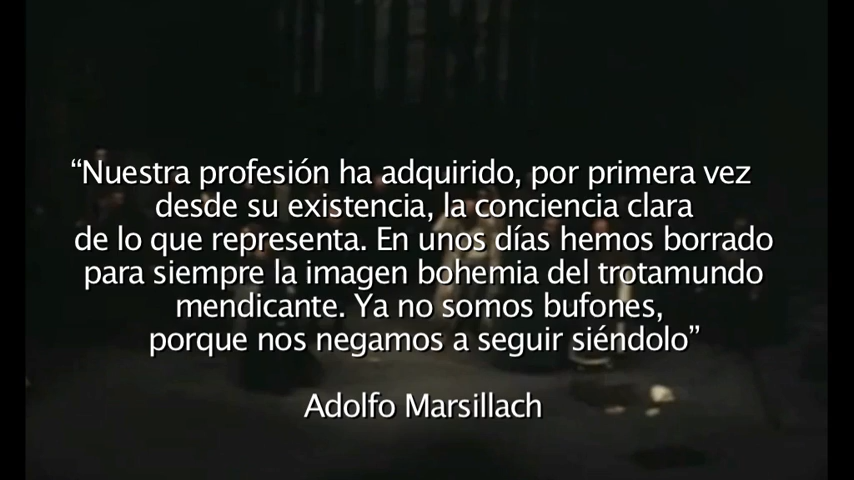 “Nuestra profesión ha adquirido, por primera vez
desde su existencia, la conciencia clara
de lo que representa. En unos días hemos borrado
para siempre la imagen bohemia del trotamundo
mendicante. Ya no somos bufones,
porque nos negamos a seguir siéndolo”
Adolfo Marsillach